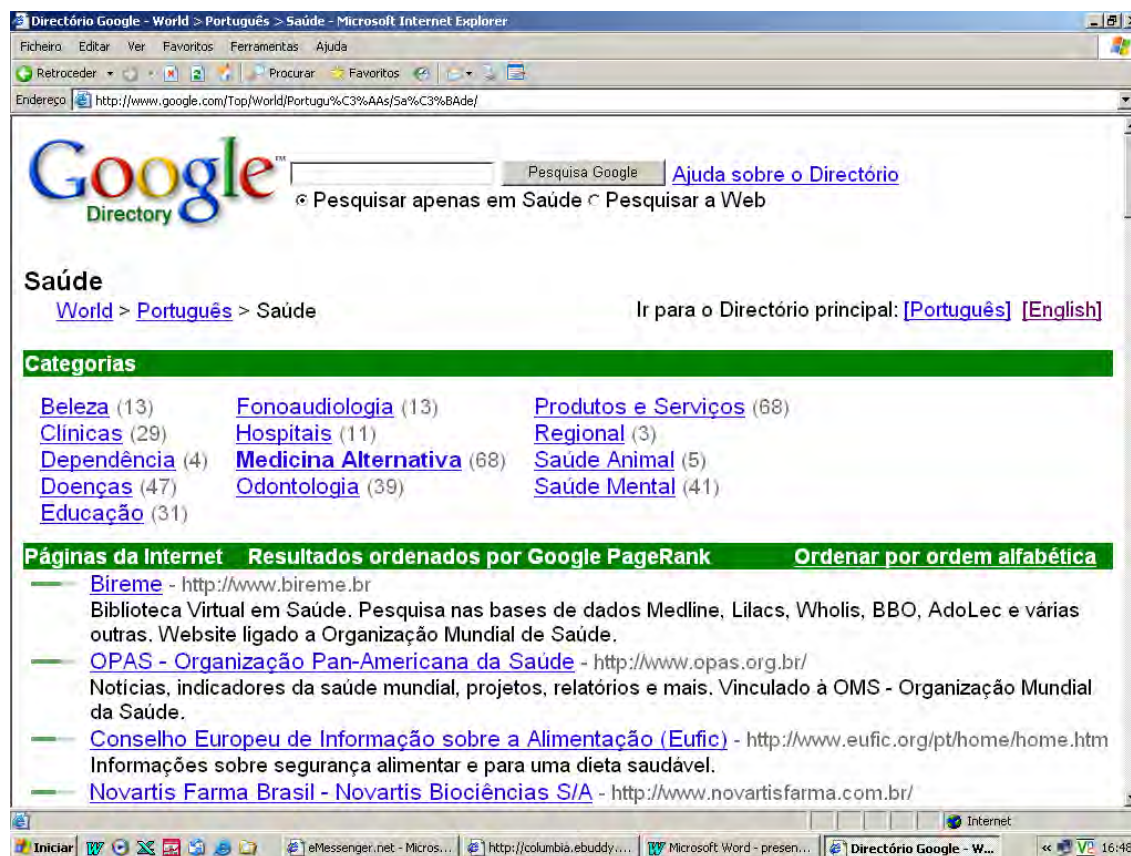 Directório Google - World > Português > Saúde - Microsoft Internet Explorer
Ficheiro Editar Ver Favoritos Ferramentas Ajuda
Retroceder Procurar Favoritos
Endereço http://www.google.com/Top/World/Portugu%C3%AAs/Sa%C3%BAde/
Google™ Directory
Pesquisa Google Ajuda sobre o Directório
Pesquisar apenas em Saúde Pesquisar a Web
Saúde
World > Português > Saúde Ir para o Directório principal: [Português] [English]
Categorias
Beleza (13) Fonoaudiologia (13) Produtos e Serviços (68)
Clínicas (29) Hospitais (11) Regional (3)
Dependência (4) Medicina Alternativa (68) Saúde Animal (5)
Doenças (47) Odontologia (39) Saúde Mental (41)
Educação (31)
Páginas da Internet Resultados ordenados por Google PageRank Ordenar por ordem alfabética
Bireme - http://www.bireme.br
Biblioteca Virtual em Saúde. Pesquisa nas bases de dados Medline, Lilacs, Wholis, BBO, AdoLec e várias
outras. Website ligado a Organização Mundial de Saúde.
OPAS - Organização Pan-Americana da Saúde - http://www.opas.org.br/
Notícias, indicadores da saúde mundial, projetos, relatórios e mais. Vinculado à OMS - Organização Mundial
da Saúde.
Conselho Europeu de Informação sobre a Alimentação (Eufic) - http://www.eufic.org/pt/home/home.htm
Informações sobre segurança alimentar e para uma dieta saudável.
Novartis Farma Brasil - Novartis Biociências S/A - http://www.novartisfarma.com.br/
Internet
Iniciar eMessenger.net - Micros... http://columbia.ebuddy.... Microsoft Word - presen... Directório Google - W... « 16:48